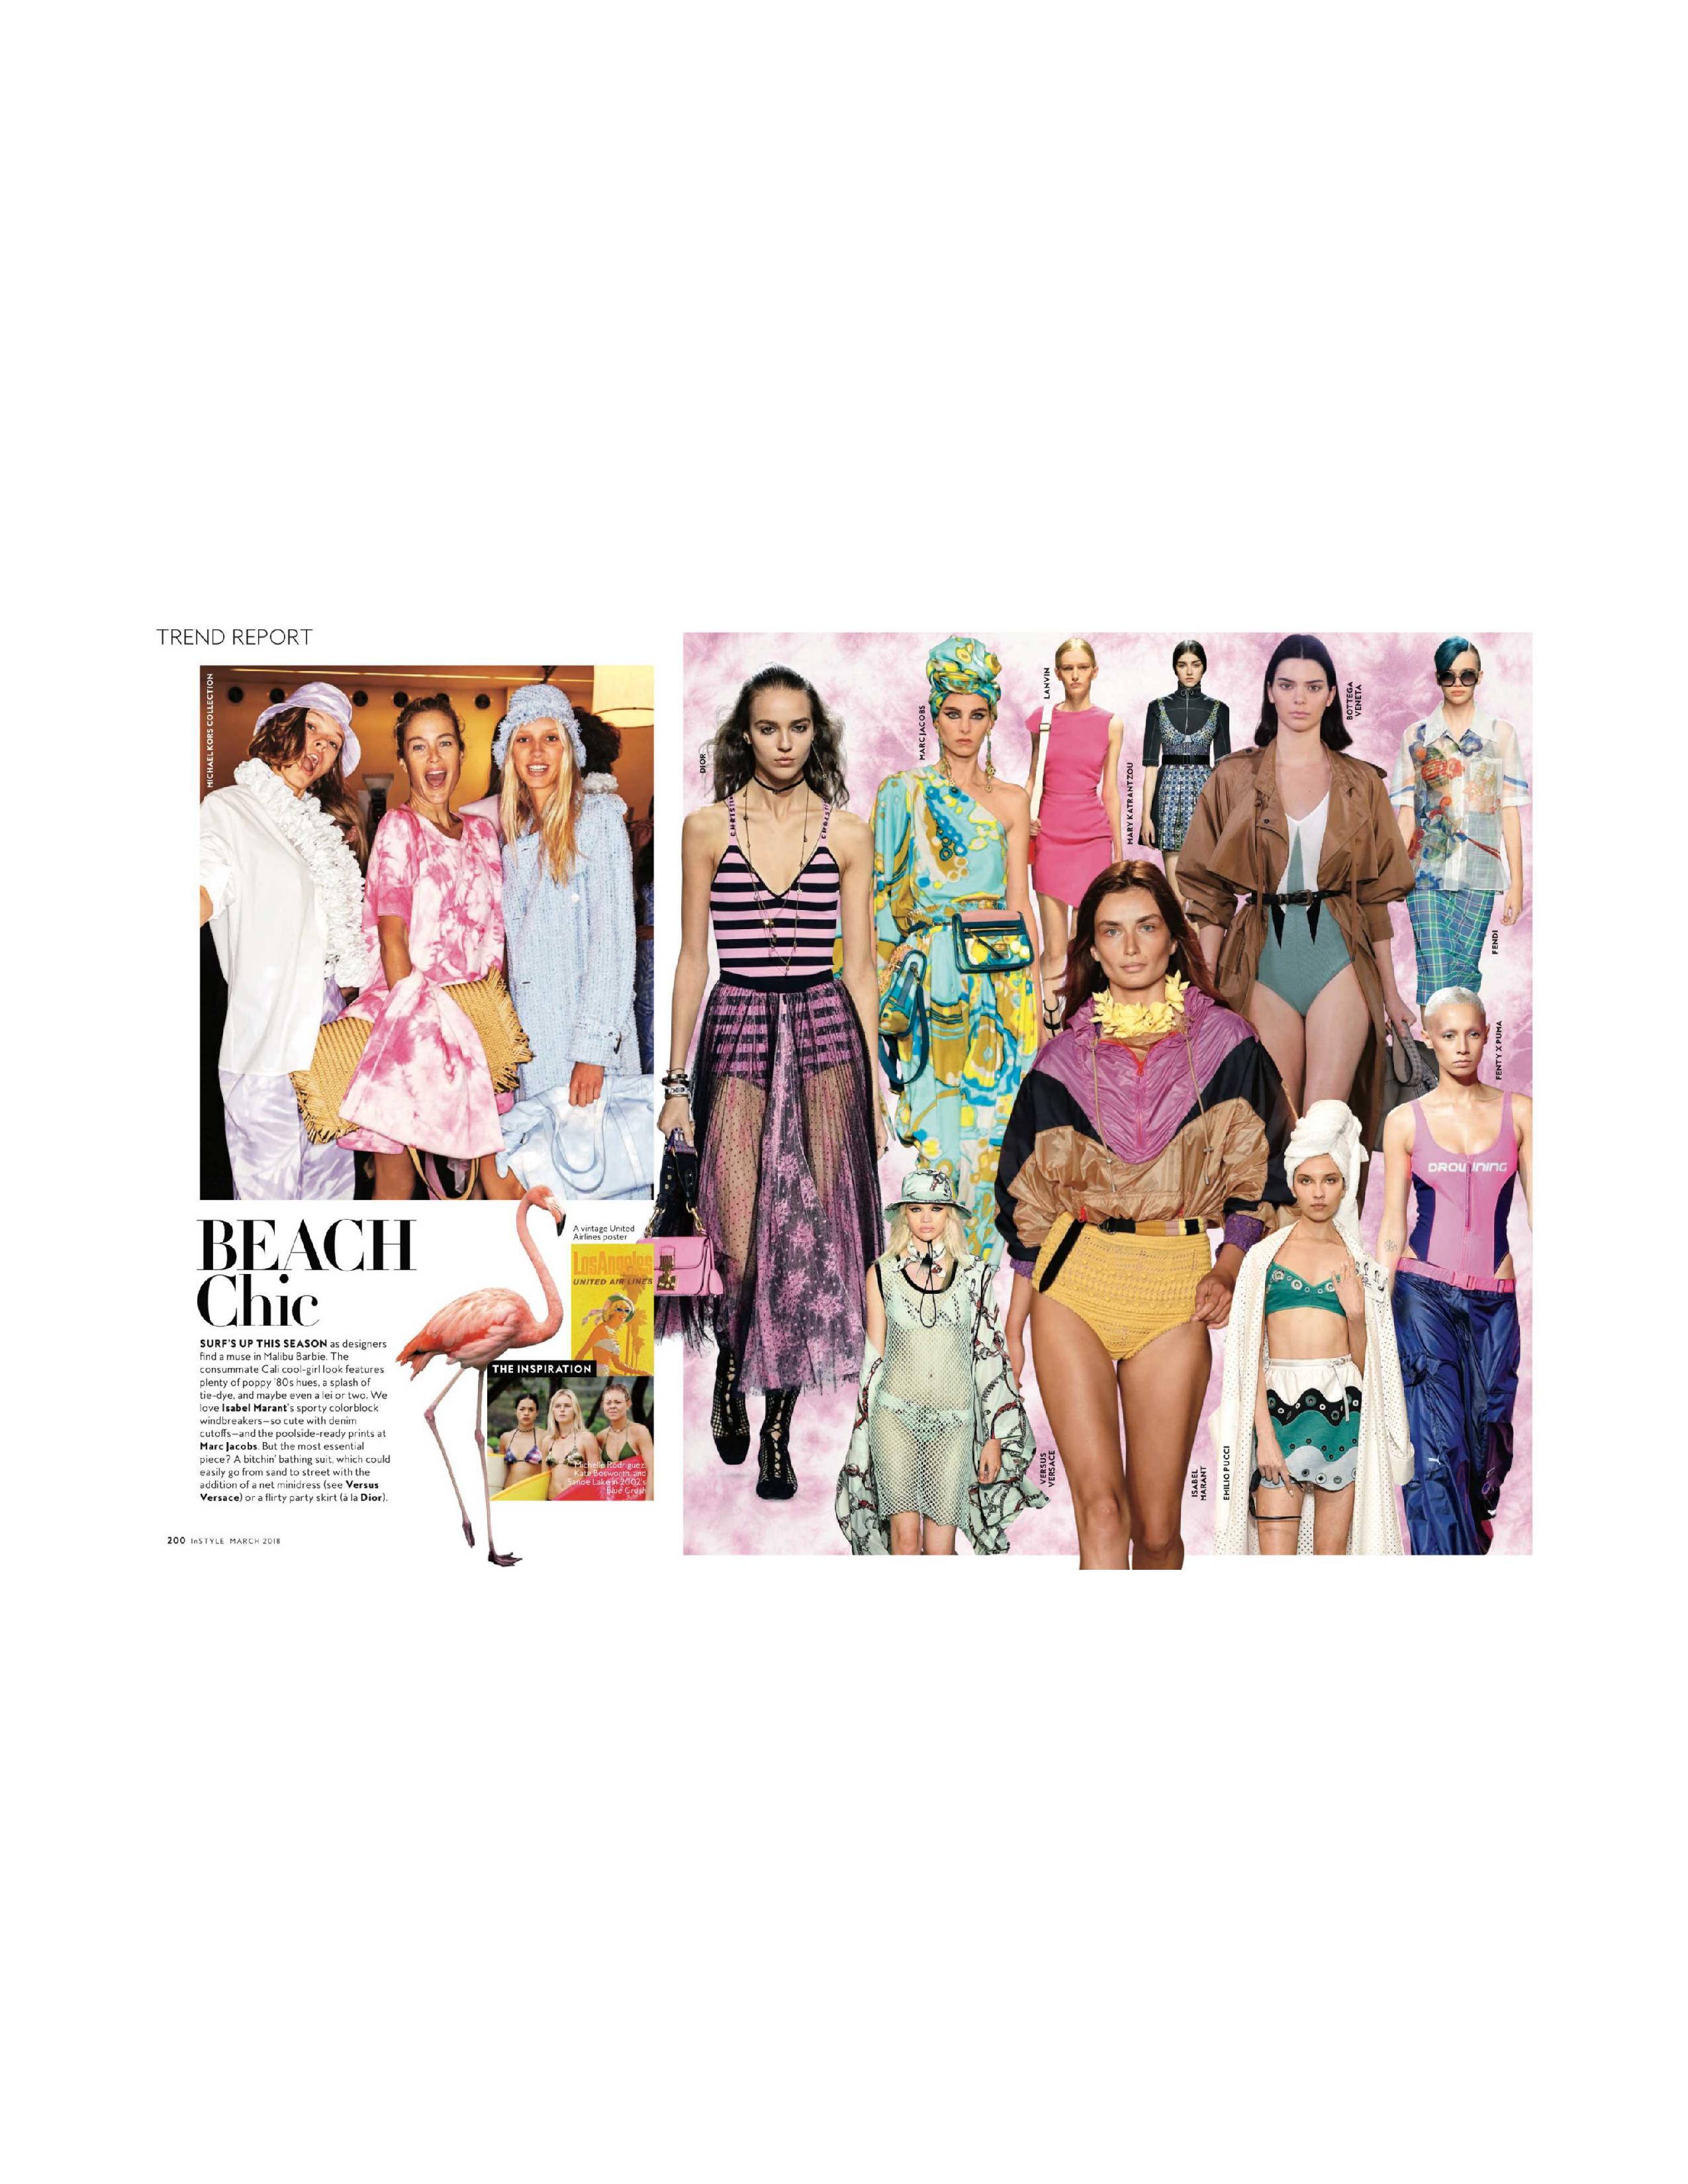 TREND REPORT
MICHAEL KORS COLLECTION
BEACH
Chic
SURF'S UP THIS SEASON as designers
find a muse in Malibu Barbie. The
consummate Cali cool-girl look features
plenty of poppy '80s hues, a splash of
tie-dye, and maybe even a lei or two. We
love Isabel Marant's sporty colorblock
windbreakers—so cute with denim
cutoffs—and the poolside-ready prints at
Marc Jacobs. But the most essential
piece? A bitchin' bathing suit, which could
easily go from sand to street with the
addition of a net minidress (see Versus
Versace) or a flirty party skirt (à la Dior).
A vintage United
Airlines poster
Los Angeles
UNITED AIR LINES
THE INSPIRATION
Michelle Rodriguez,
Kate Bosworth, and
Sanoe Lake in 2002's
Blue Crush
200 InSTYLE MARCH 2018
DIOR
MARC JACOBS
LANVIN
MARY KATRANTZOU
BOTTEGA
VENETA
FENDI
FENTY X PUMA
DROWNING
VERSUS
VERSACE
ISABEL
MARANT
EMILIO PUCCI